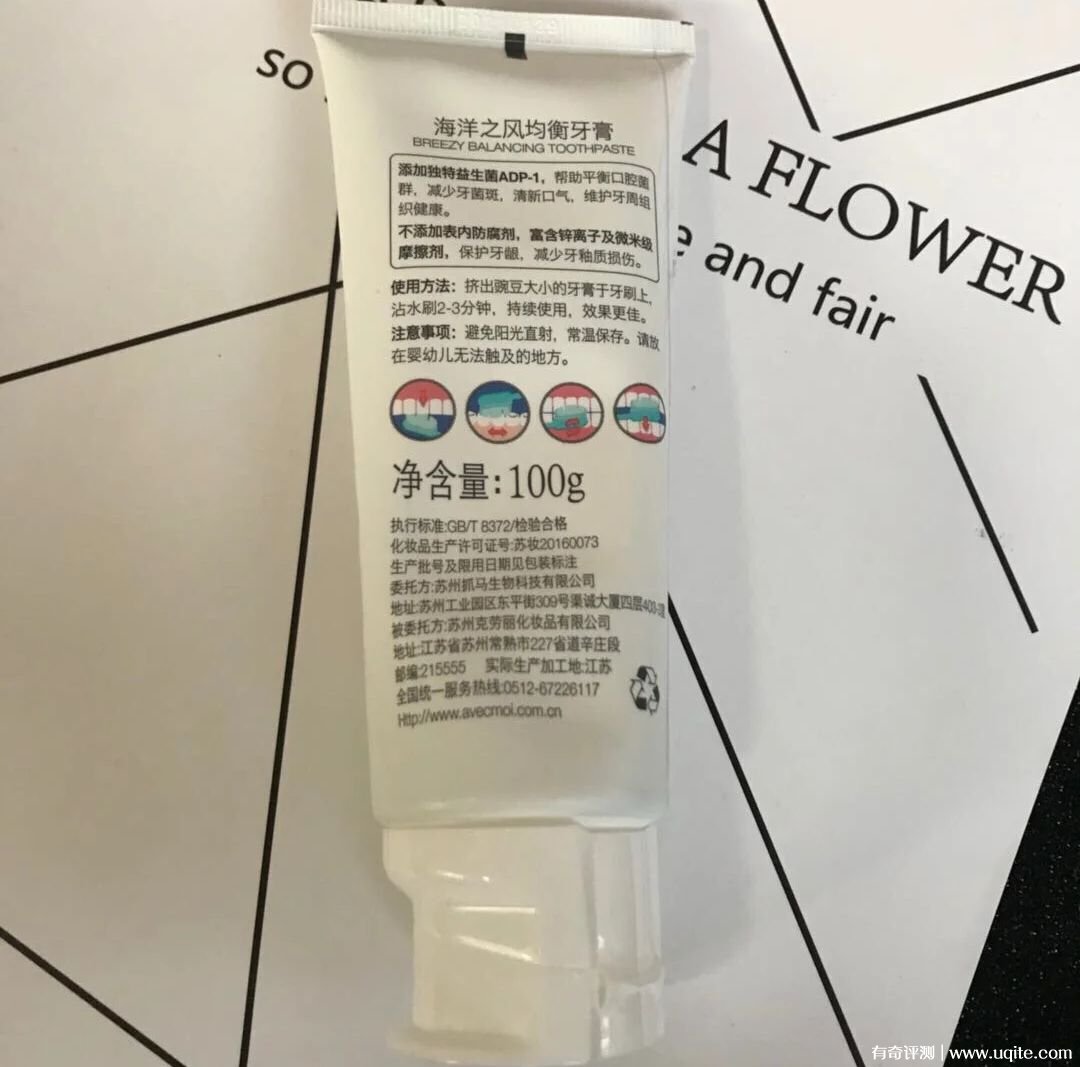 so
A FLOWER
e and fair
海洋之风均衡牙膏
BREEZY BALANCING TOOTHPASTE
添加独特益生菌ADP-1，帮助平衡口腔菌
群，减少牙菌斑，清新口气，维护牙周组
织健康。
不添加表内防腐剂，富含锌离子及微米级
摩擦剂，保护牙龈，减少牙釉质损伤。
使用方法：挤出豌豆大小的牙膏于牙刷上，
沾水刷2-3分钟，持续使用，效果更佳。
注意事项：避免阳光直射，常温保存。请放
在婴幼儿无法触及的地方。
净含量:100g
执行标准:GB/T 8372/检验合格
化妆品生产许可证号:苏妆20160073
生产批号及限用日期见包装标注
委托方:苏州抓马生物科技有限公司
地址:苏州工业园区东平街309号渠诚大厦四层403-
被委托方:苏州克劳丽化妆品有限公司
地址:江苏省苏州常熟市227省道辛庄段
邮编:215555 实际生产加工地:江苏
全国统一服务热线:0512-67226117
Http://www.avecmoi.com.cn
有奇评测 | www.uqite.com